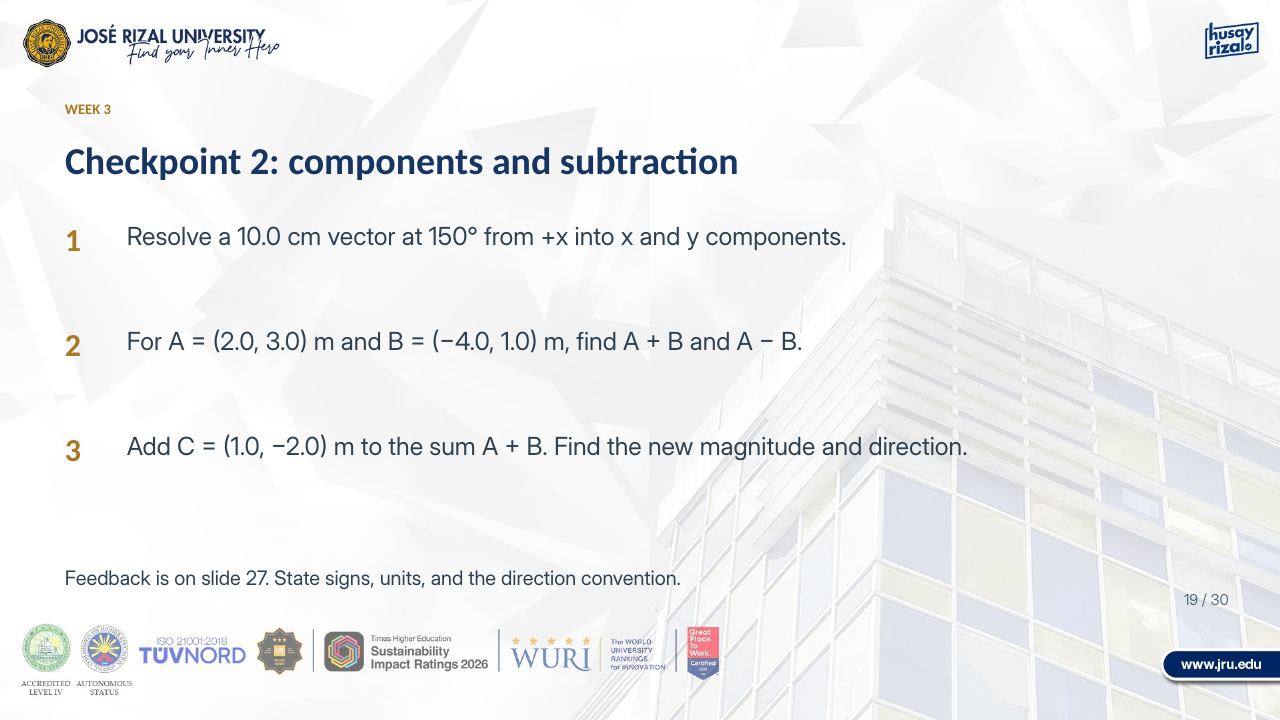 JOSÉ RIZAL UNIVERSITY
Find your Inner Hero
husay
rizal
WEEK 3
Checkpoint 2: components and subtraction
1 Resolve a 10.0 cm vector at 150° from +x into x and y components.
2 For A = (2.0, 3.0) m and B = (−4.0, 1.0) m, find A + B and A − B.
3 Add C = (1.0, −2.0) m to the sum A + B. Find the new magnitude and direction.
Feedback is on slide 27. State signs, units, and the direction convention.
19 / 30
ACCREDITED
LEVEL IV
AUTONOMOUS
STATUS
ISO 21001:2018
TÜVNORD
Times Higher Education
Sustainability
Impact Ratings 2026
WURI
The WORLD
UNIVERSITY
RANKINGS
for INNOVATION
Great
Place
To
Work.
Certified
www.jru.edu